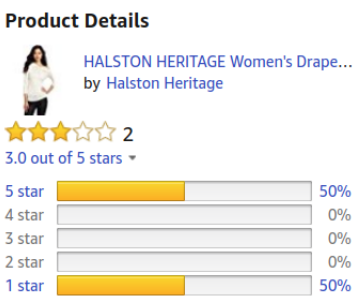 Product Details
HALSTON HERITAGE Women's Drape...
by Halston Heritage
2
3.0 out of 5 stars
5 star 50%
4 star 0%
3 star 0%
2 star 0%
1 star 50%